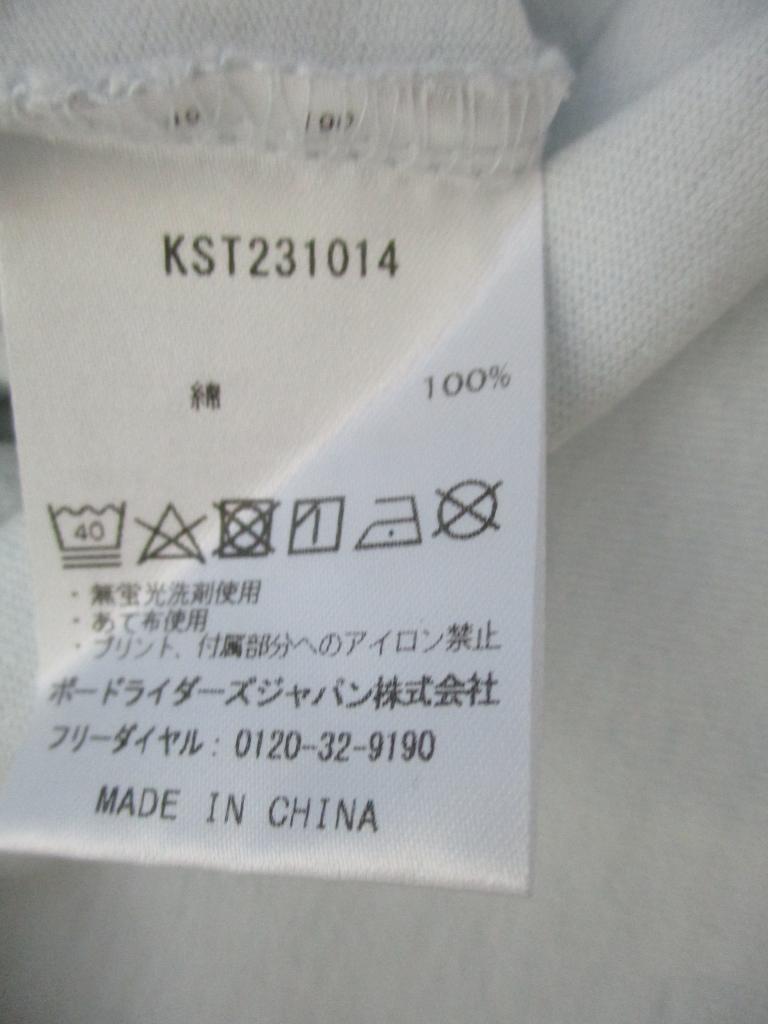 KST231014
綿 100%
40
・無蛍光洗剤使用
・あて布使用
・プリント、付属部分へのアイロン禁止
ボードライダーズジャパン株式会社
フリーダイヤル：0120-32-9190
MADE IN CHINA